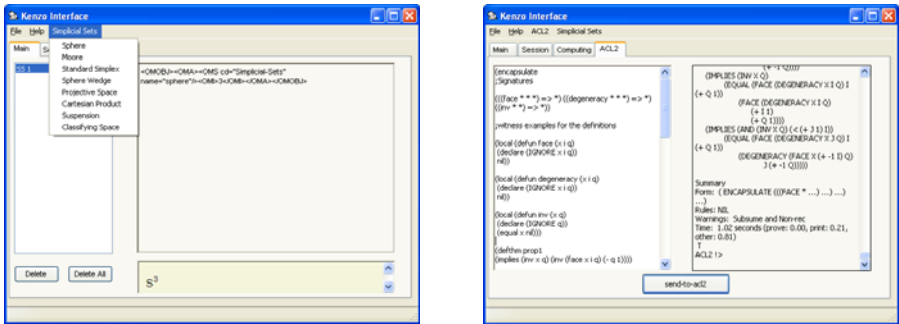 Kenzo Interface
File Help Simplicial Sets
Main
SS 1
Sphere
Moore
Standard Simplex
Sphere Wedge
Projective Space
Cartesian Product
Suspension
Classifying Space
<OMOBJ><OMA><OMS cd="Simplicial-Sets"
name="sphere"/><OMI>3</OMI></OMA></OMOBJ>
Delete Delete All
S³
Kenzo Interface
File Help ACL2 Simplicial Sets
Main Session Computing ACL2
(encapsulate
;Signatures
(((face * * *) => *) ((degeneracy * * *) => *)
((inv * *) => *))
;witness examples for the definitions
(local (defun face (x i q)
(declare (IGNORE x i q))
nil))
(local (defun degeneracy (x i q)
(declare (IGNORE x i q))
nil))
(local (defun inv (x q)
(declare (IGNORE q))
(equal x nil)))
(defthm prop1
(implies (inv x q) (inv (face x i q) (- q 1))))
(+ -1 Q))))
(IMPLIES (INV X Q)
(EQUAL (FACE (DEGENERACY X I Q) I
(+ Q 1))
(FACE (DEGENERACY X I Q)
(+ I 1)
(+ Q 1))))
(IMPLIES (AND (INV X Q) (< (+ J 1) I))
(EQUAL (FACE (DEGENERACY X J Q) I
(+ Q 1))
(DEGENERACY (FACE X (+ -1 I) Q)
J (+ -1 Q))))))
Summary
Form: ( ENCAPSULATE (((FACE * ...) ...) ...)
...)
Rules: NIL
Warnings: Subsume and Non-rec
Time: 1.02 seconds (prove: 0.00, print: 0.21,
other: 0.81)
T
ACL2 !>
send-to-acl2